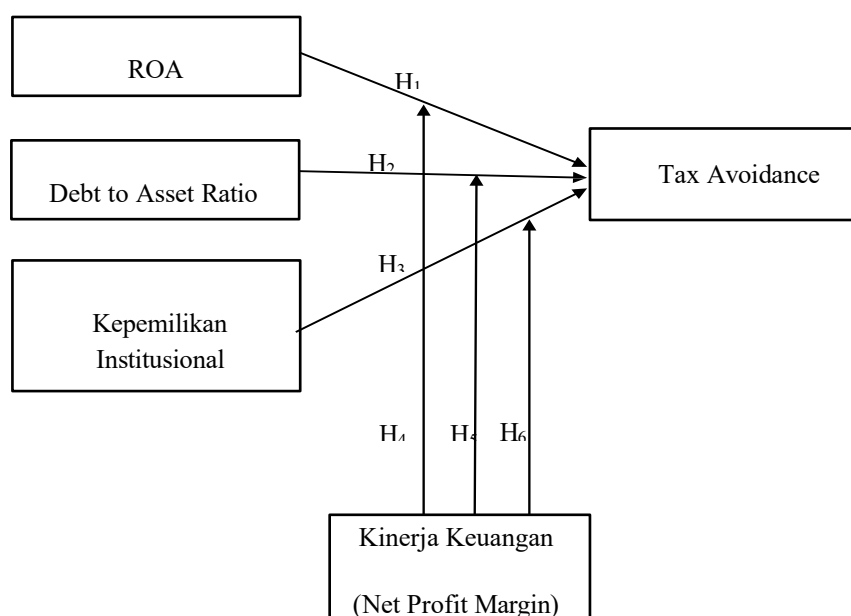 ROA
H₁
Debt to Asset Ratio
H₂
Tax Avoidance
Kepemilikan
Institusional
H₃
H₄
H₅
H₆
Kinerja Keuangan
(Net Profit Margin)